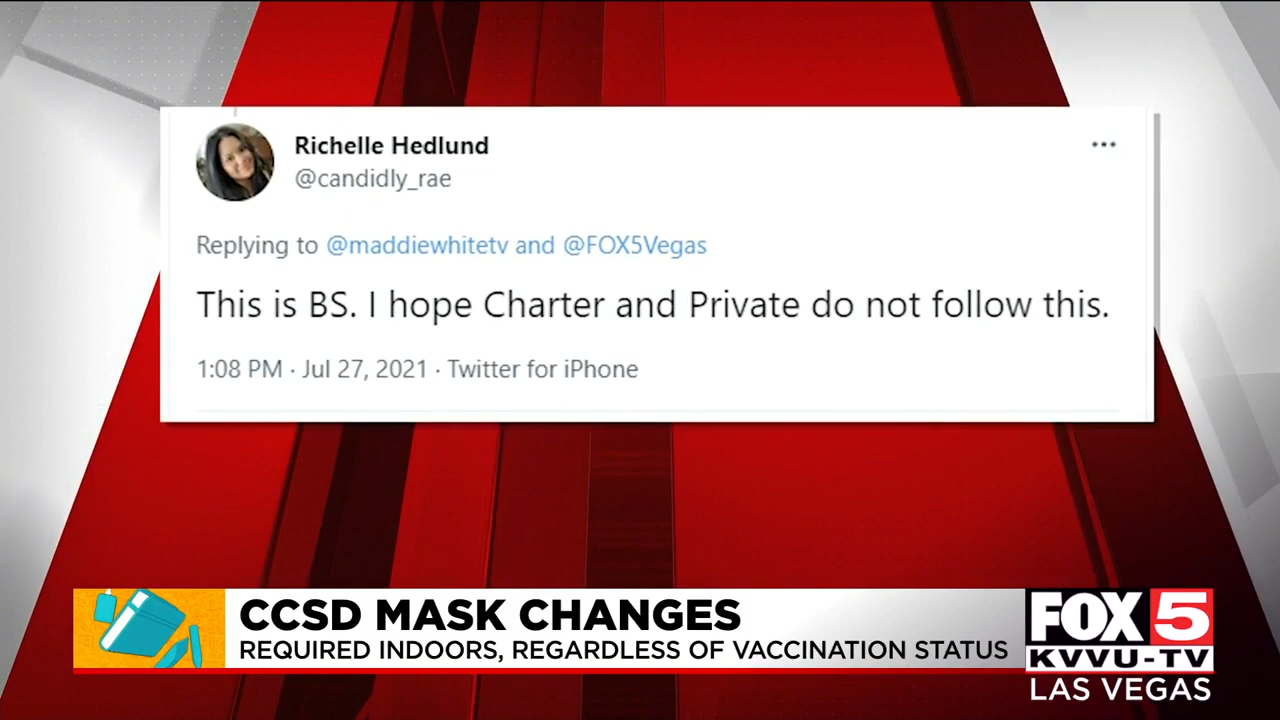 Richelle Hedlund
@candidly_rae
Replying to @maddiewhitetv and @FOX5Vegas
This is BS. I hope Charter and Private do not follow this.
1:08 PM · Jul 27, 2021 · Twitter for iPhone
CCSD MASK CHANGES
REQUIRED INDOORS, REGARDLESS OF VACCINATION STATUS
FOX 5
KVVU-TV
LAS VEGAS